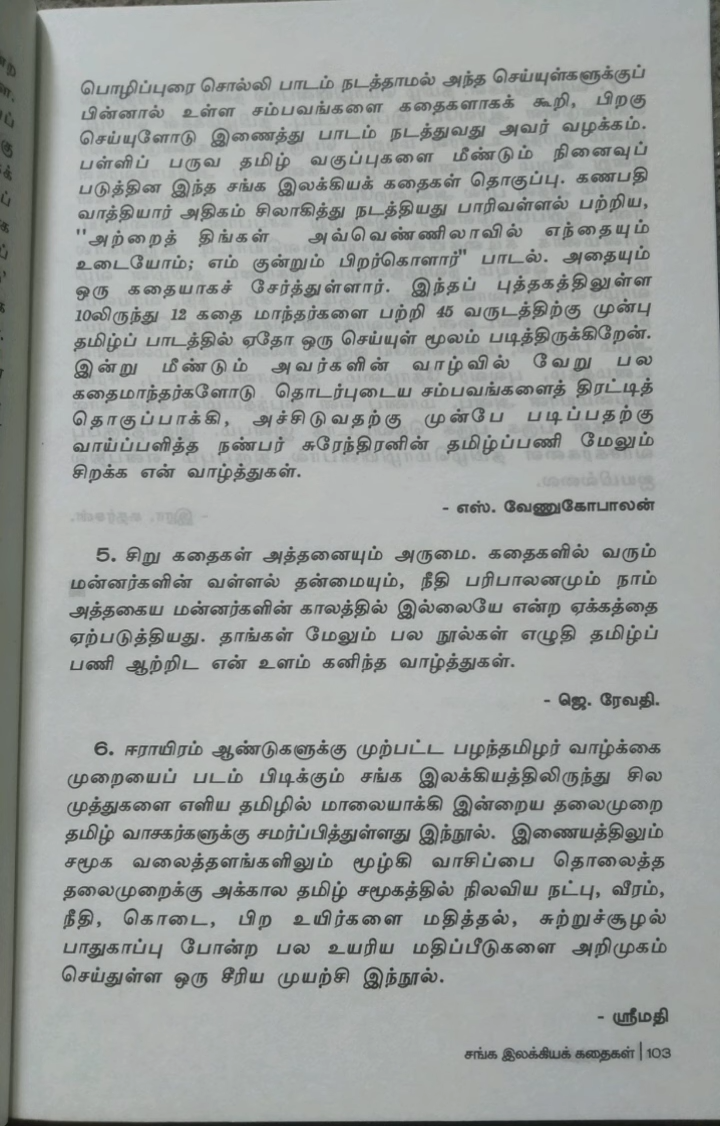 பொழிப்புரை சொல்லி பாடம் நடத்தாமல் அந்த செய்யுள்களுக்குப்
பின்னால் உள்ள சம்பவங்களை கதைகளாகக் கூறி, பிறகு
செய்யுளோடு இணைத்து பாடம் நடத்துவது அவர் வழக்கம்.
பள்ளிப் பருவ தமிழ் வகுப்புகளை மீண்டும் நினைவுப்
படுத்தின இந்த சங்க இலக்கியக் கதைகள் தொகுப்பு. கணபதி
வாத்தியார் அதிகம் சிலாகித்து நடத்தியது பாரிவள்ளல் பற்றிய,
"அற்றைத் திங்கள் அவ்வெண்ணிலாவில் எந்தையும்
உடையோம்; எம் குன்றும் பிறர்கொளார்" பாடல். அதையும்
ஒரு கதையாகச் சேர்த்துள்ளார். இந்தப் புத்தகத்திலுள்ள
10லிருந்து 12 கதை மாந்தர்களை பற்றி 45 வருடத்திற்கு முன்பு
தமிழ்ப் பாடத்தில் ஏதோ ஒரு செய்யுள் மூலம் படித்திருக்கிறேன்.
இன்று மீண்டும் அவர்களின் வாழ்வில் வேறு பல
கதைமாந்தர்களோடு தொடர்புடைய சம்பவங்களைத் திரட்டித்
தொகுப்பாக்கி, அச்சிடுவதற்கு முன்பே படிப்பதற்கு
வாய்ப்பளித்த நண்பர் சுரேந்திரனின் தமிழ்ப்பணி மேலும்
சிறக்க என் வாழ்த்துகள்.
- எஸ். வேணுகோபாலன்
5. சிறு கதைகள் அத்தனையும் அருமை. கதைகளில் வரும்
மன்னர்களின் வள்ளல் தன்மையும், நீதி பரிபாலனமும் நாம்
அத்தகைய மன்னர்களின் காலத்தில் இல்லையே என்ற ஏக்கத்தை
ஏற்படுத்தியது. தாங்கள் மேலும் பல நூல்கள் எழுதி தமிழ்ப்
பணி ஆற்றிட என் உளம் கனிந்த வாழ்த்துகள்.
- ஜெ. ரேவதி.
6. ஈராயிரம் ஆண்டுகளுக்கு முற்பட்ட பழந்தமிழர் வாழ்க்கை
முறையைப் படம் பிடிக்கும் சங்க இலக்கியத்திலிருந்து சில
முத்துகளை எளிய தமிழில் மாலையாக்கி இன்றைய தலைமுறை
தமிழ் வாசகர்களுக்கு சமர்ப்பித்துள்ளது இந்நூல். இணையத்திலும்
சமூக வலைத்தளங்களிலும் மூழ்கி வாசிப்பை தொலைத்த
தலைமுறைக்கு அக்கால தமிழ் சமூகத்தில் நிலவிய நட்பு, வீரம்,
நீதி, கொடை, பிற உயிர்களை மதித்தல், சுற்றுச்சூழல்
பாதுகாப்பு போன்ற பல உயரிய மதிப்பீடுகளை அறிமுகம்
செய்துள்ள ஒரு சீரிய முயற்சி இந்நூல்.
- ஸ்ரீமதி
சங்க இலக்கியக் கதைகள் | 103